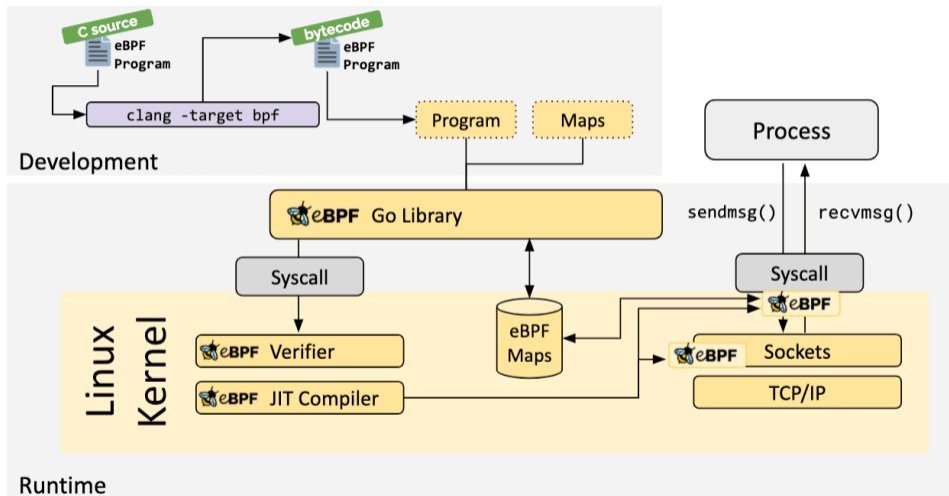 C source
eBPF
Program
bytecode
eBPF
Program
clang -target bpf
Program
Maps
Development
Process
eBPF Go Library
sendmsg()
recvmsg()
Syscall
Syscall
eBPF
Linux
Kernel
eBPF
Maps
eBPF Verifier
eBPF
Sockets
eBPF JIT Compiler
TCP/IP
Runtime